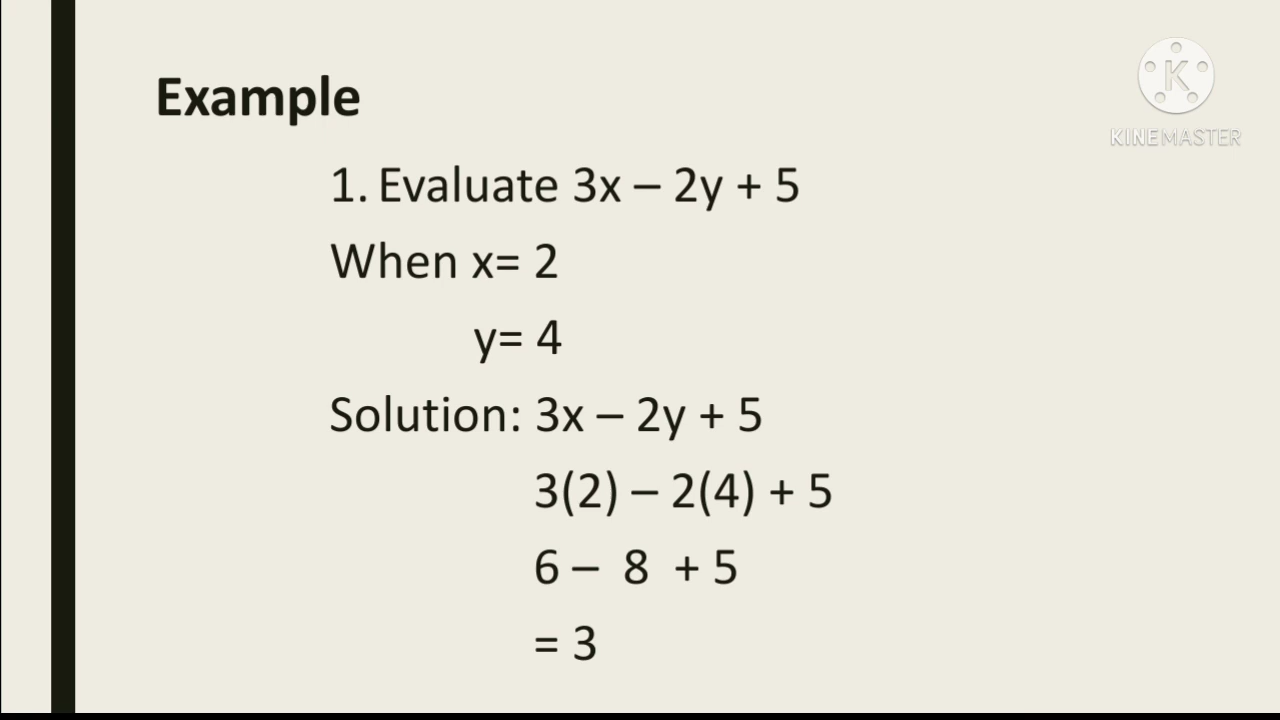 Example
K
KINEMASTER
1. Evaluate 3x – 2y + 5
When x= 2
y= 4
Solution: 3x – 2y + 5
3(2) – 2(4) + 5
6 – 8 + 5
= 3